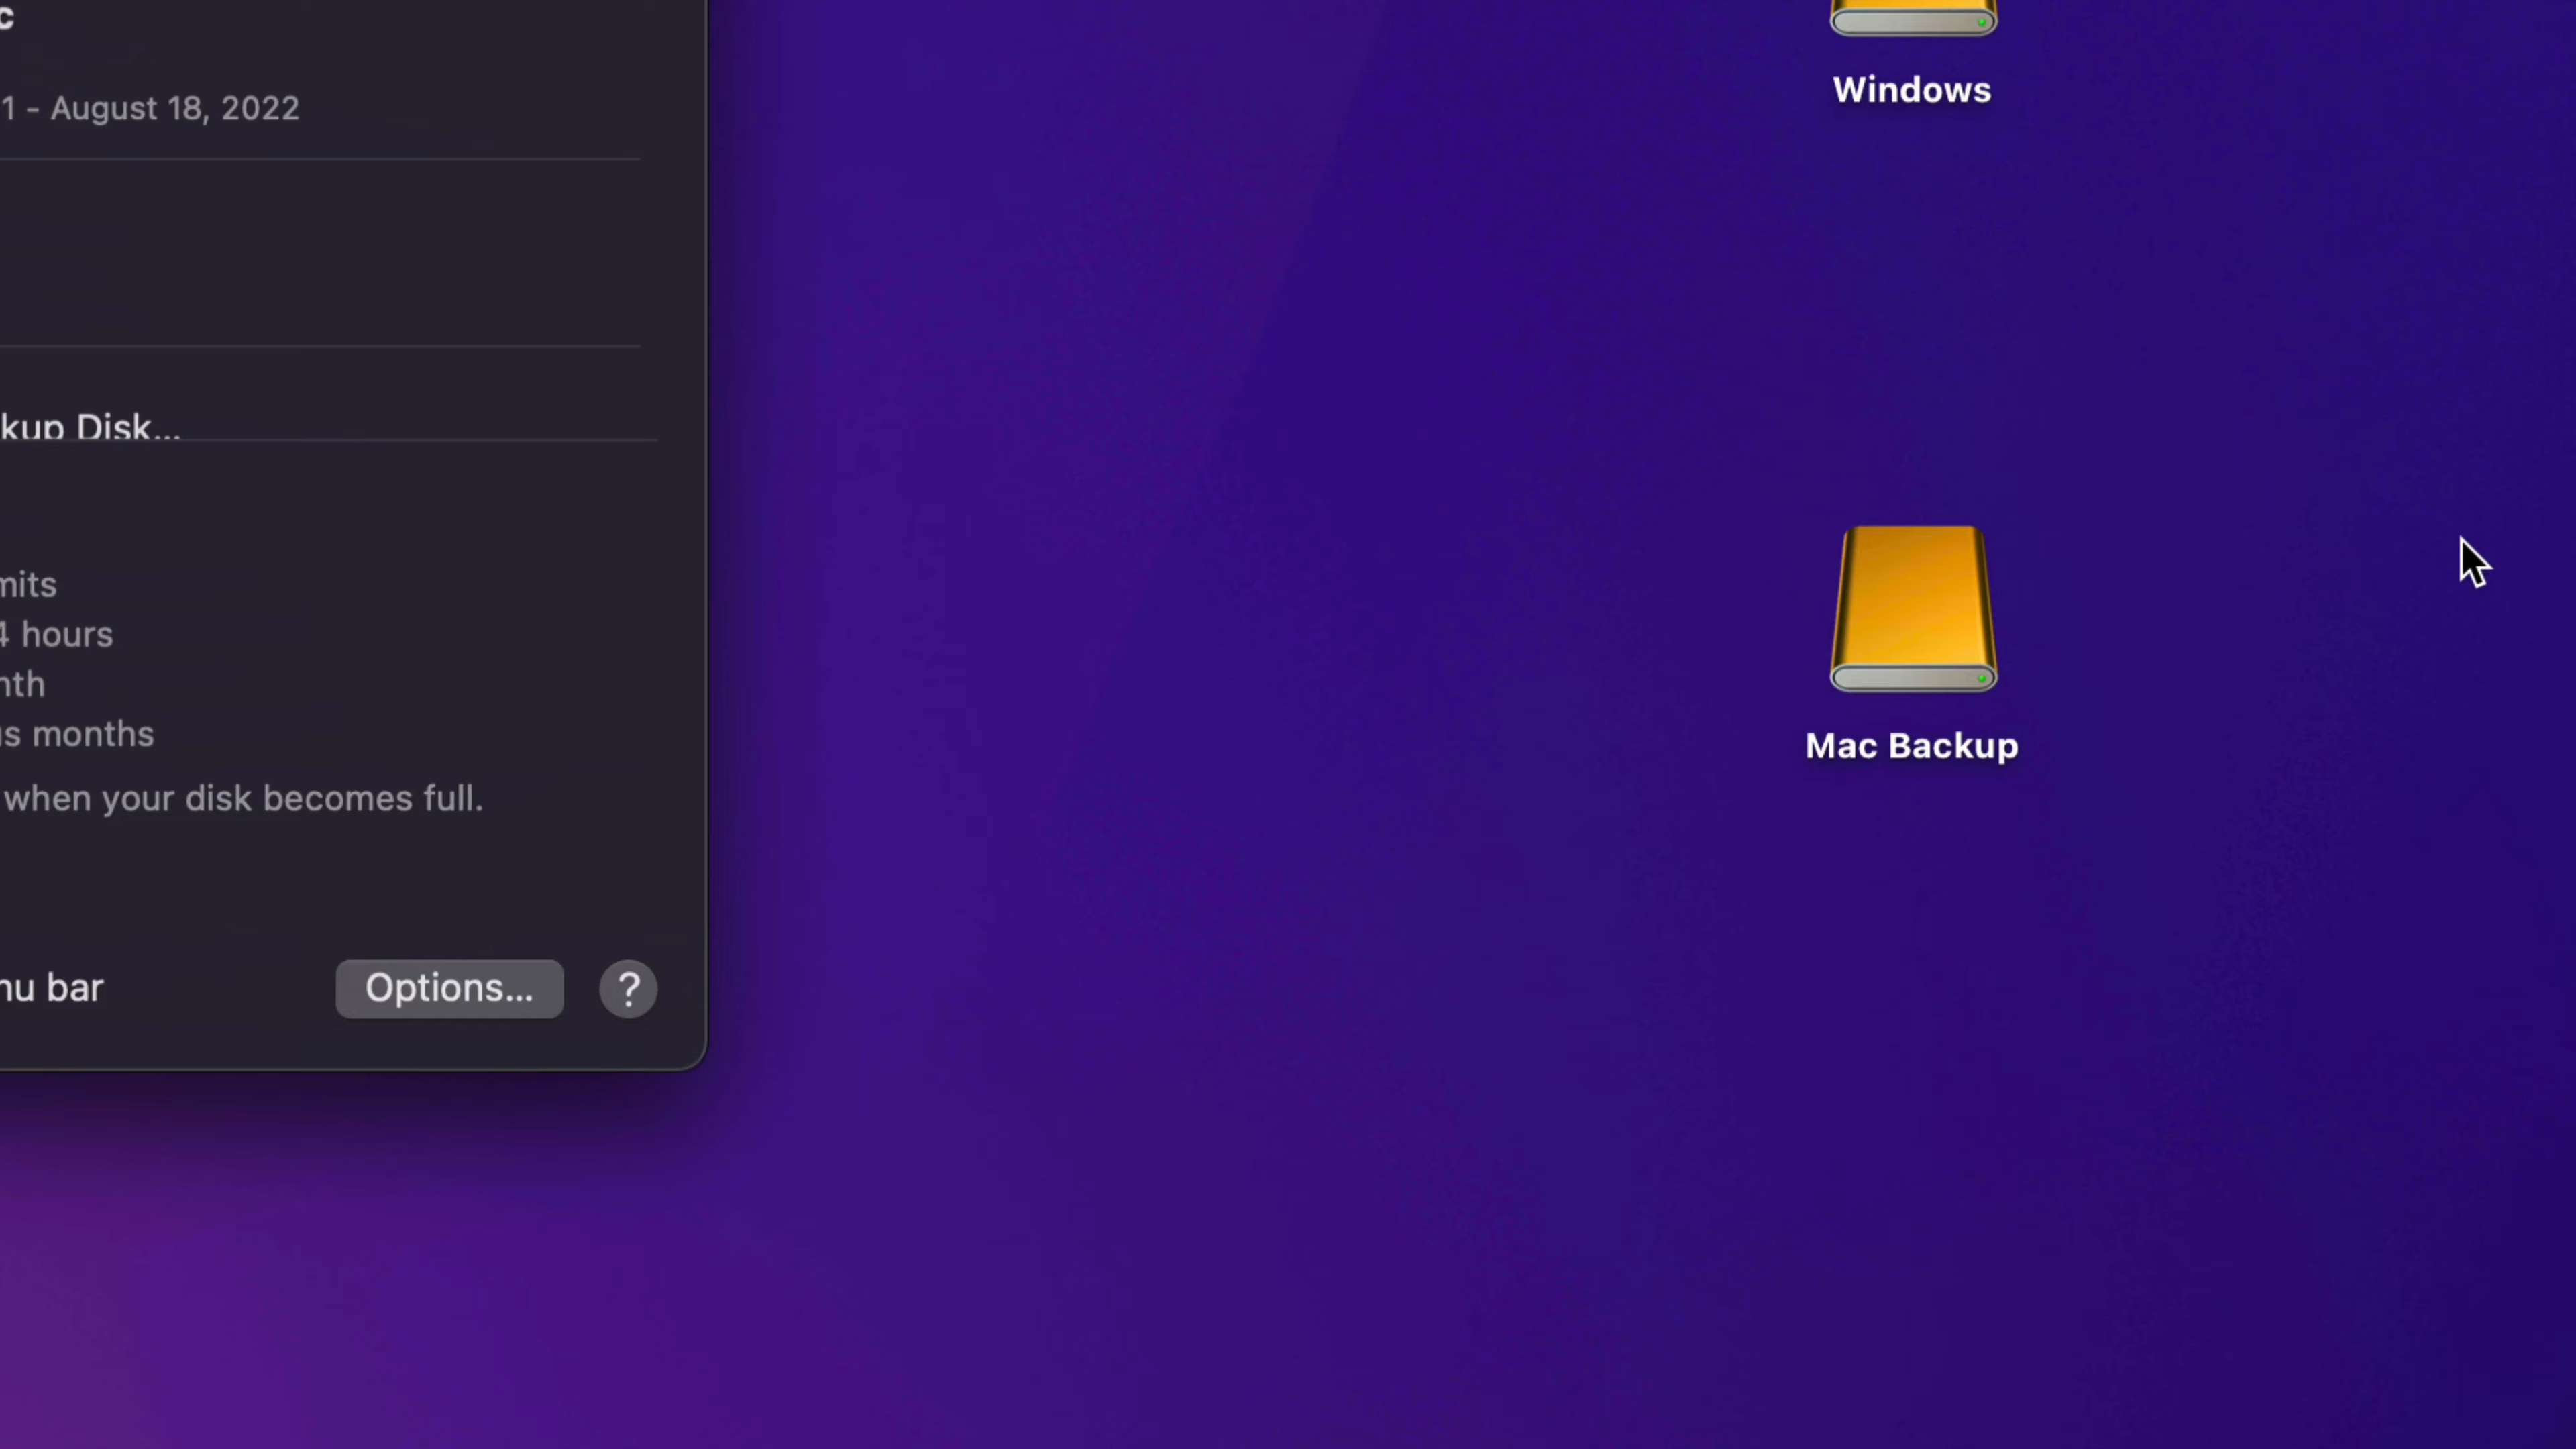 c
1 - August 18, 2022
kup Disk...
mits
4 hours
nth
us months
when your disk becomes full.
nu bar
Options...
?
Windows
Mac Backup